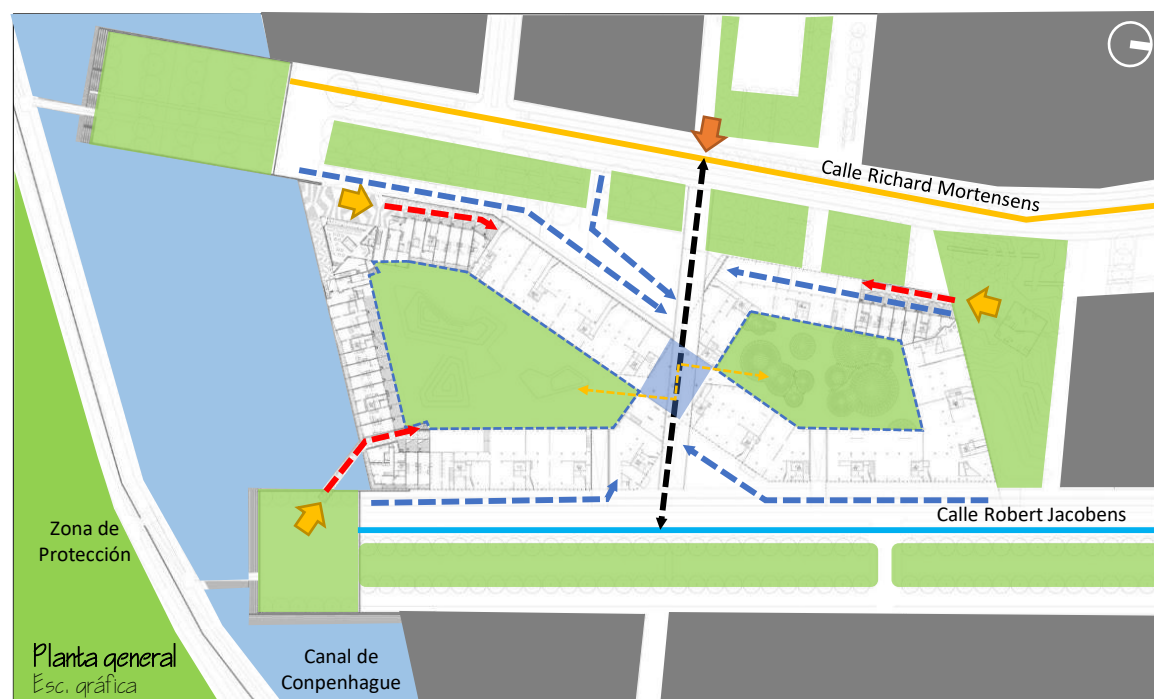 Calle Richard Mortensens
Calle Robert Jacobens
Zona de
Protección
Planta general
Esc. gráfica
Canal de
Conpenhague